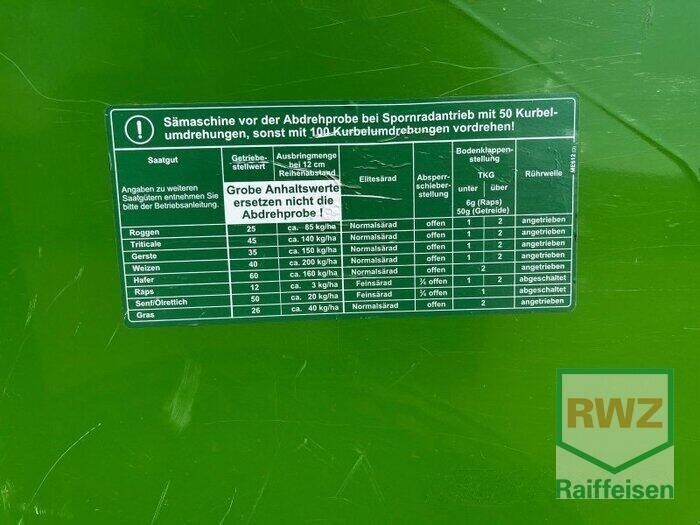 Sämaschine vor der Abdrehprobe bei Spornradantrieb mit 50 Kurbel-
umdrehungen, sonst mit 100 Kurbelumdrehungen vordrehen!
Saatgut
Angaben zu weiteren
Saatgütern entnehmen Sie
bitte der Betriebsanleitung.
Getriebe-
stellwert
Ausbringmenge
bei 12 cm
Reihenabstand
Grobe Anhaltswerte
ersetzen nicht die
Abdrehprobe !
Elitesärad
Absperr-
schieber-
stellung
Bodenklappen-
stellung
TKG
unter über
6g (Raps)
50g (Getreide)
Rührwelle
ME612
Roggen 25 ca. 85 kg/ha Normalsärad offen 1 2 angetrieben
Triticale 45 ca. 140 kg/ha Normalsärad offen 1 2 angetrieben
Gerste 35 ca. 150 kg/ha Normalsärad offen 1 2 angetrieben
Weizen 40 ca. 200 kg/ha Normalsärad offen 1 2 angetrieben
Hafer 60 ca. 160 kg/ha Normalsärad offen 2 angetrieben
Raps 12 ca. 3 kg/ha Feinsärad offen 1 2 abgeschaltet
Senf/Ölrettich 50 ca. 20 kg/ha Feinsärad offen 1 abgeschaltet
Gras 26 ca. 40 kg/ha Normalsärad offen 2 angetrieben
RWZ
Raiffeisen